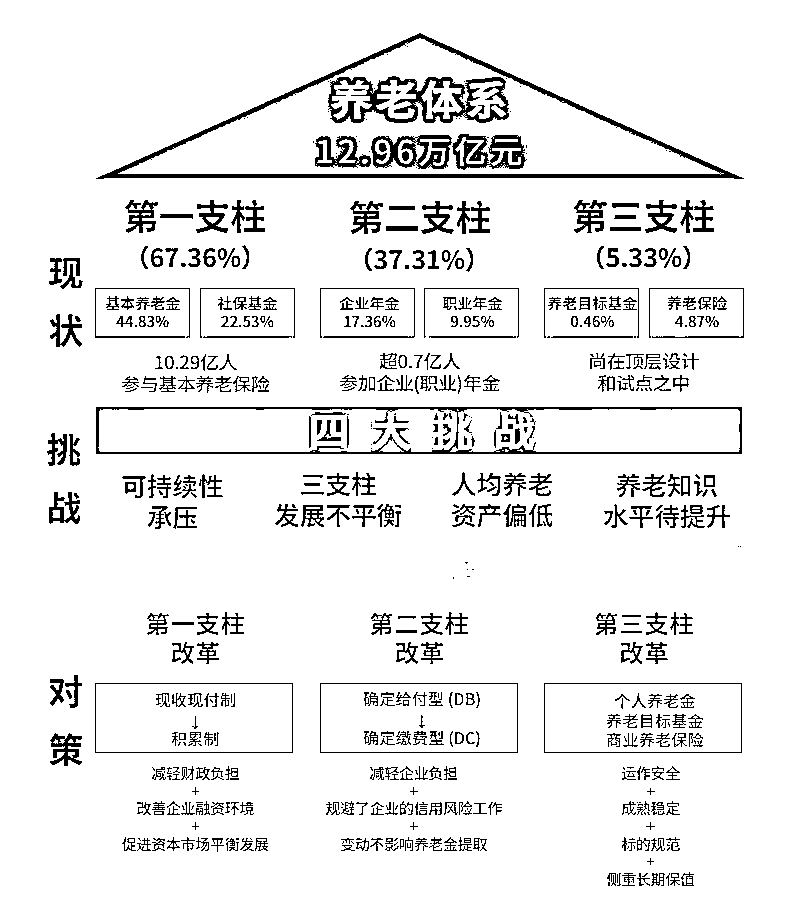 养老体系
12.96万亿元
现状
第一支柱
(67.36%)
基本养老金
44.83%
社保基金
22.53%
10.29亿人
参与基本养老保险
第二支柱
(37.31%)
企业年金
17.36%
职业年金
9.95%
超0.7亿人
参加企业(职业)年金
第三支柱
(5.33%)
养老目标基金
0.46%
养老保险
4.87%
尚在顶层设计
和试点之中
挑战
四大挑战
可持续性
承压
三支柱
发展不平衡
人均养老
资产偏低
养老知识
水平待提升
对策
第一支柱
改革
现收现付制
↓
积累制
减轻财政负担
+
改善企业融资环境
+
促进资本市场平衡发展
第二支柱
改革
确定给付型 (DB)
↓
确定缴费型 (DC)
减轻企业负担
+
规避了企业的信用风险工作
+
变动不影响养老金提取
第三支柱
改革
个人养老金
养老目标基金
商业养老保险
运作安全
+
成熟稳定
+
标的规范
+
侧重长期保值